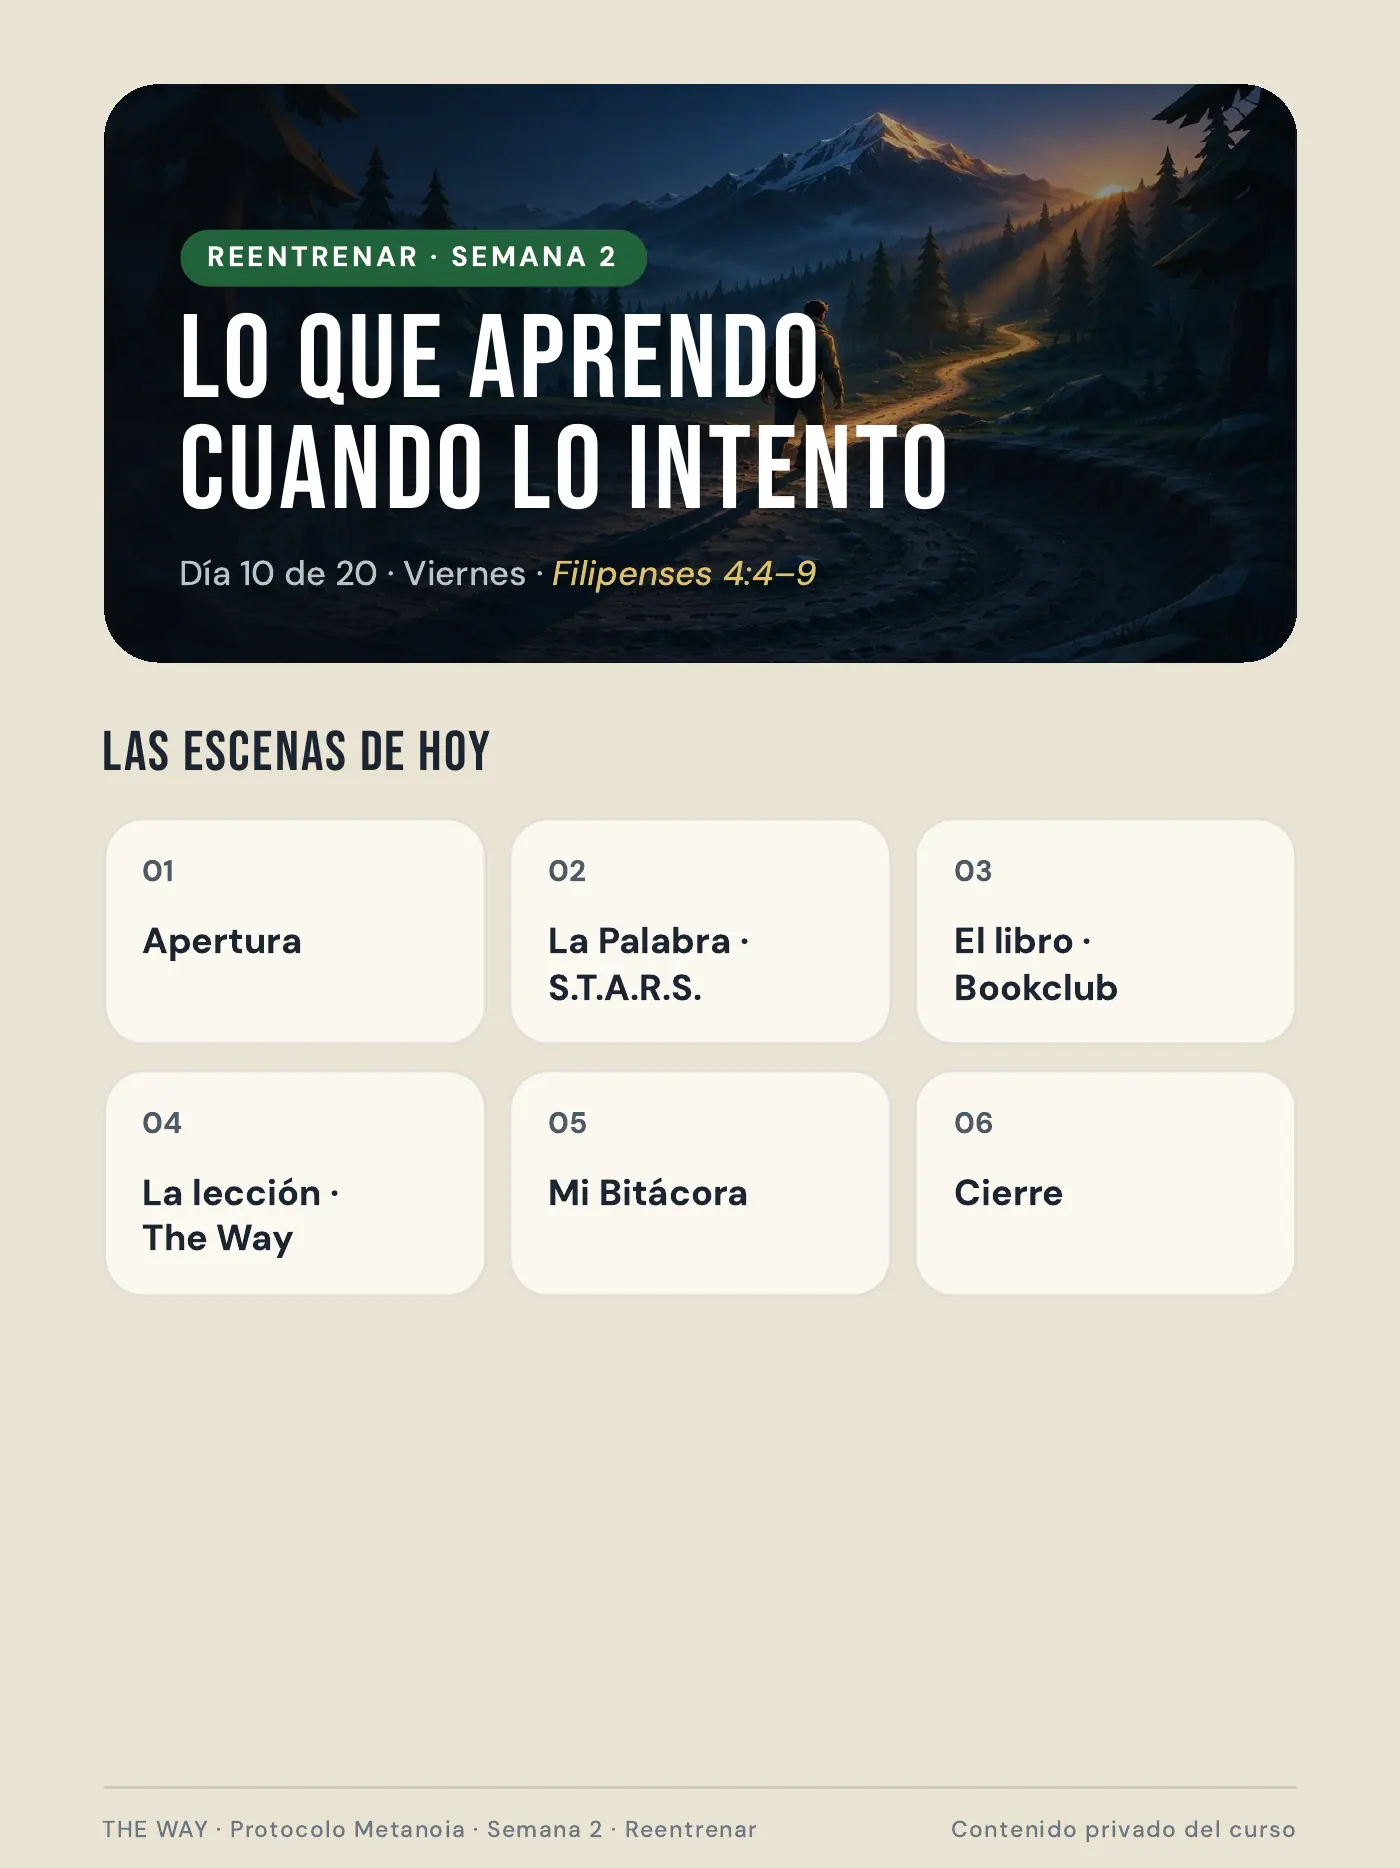 REENTRENAR · SEMANA 2
LO QUE APRENDO
CUANDO LO INTENTO
Día 10 de 20 · Viernes · Filipenses 4:4–9
LAS ESCENAS DE HOY
01
Apertura
02
La Palabra ·
S.T.A.R.S.
03
El libro ·
Bookclub
04
La lección ·
The Way
05
Mi Bitácora
06
Cierre
THE WAY · Protocolo Metanoia · Semana 2 · Reentrenar
Contenido privado del curso